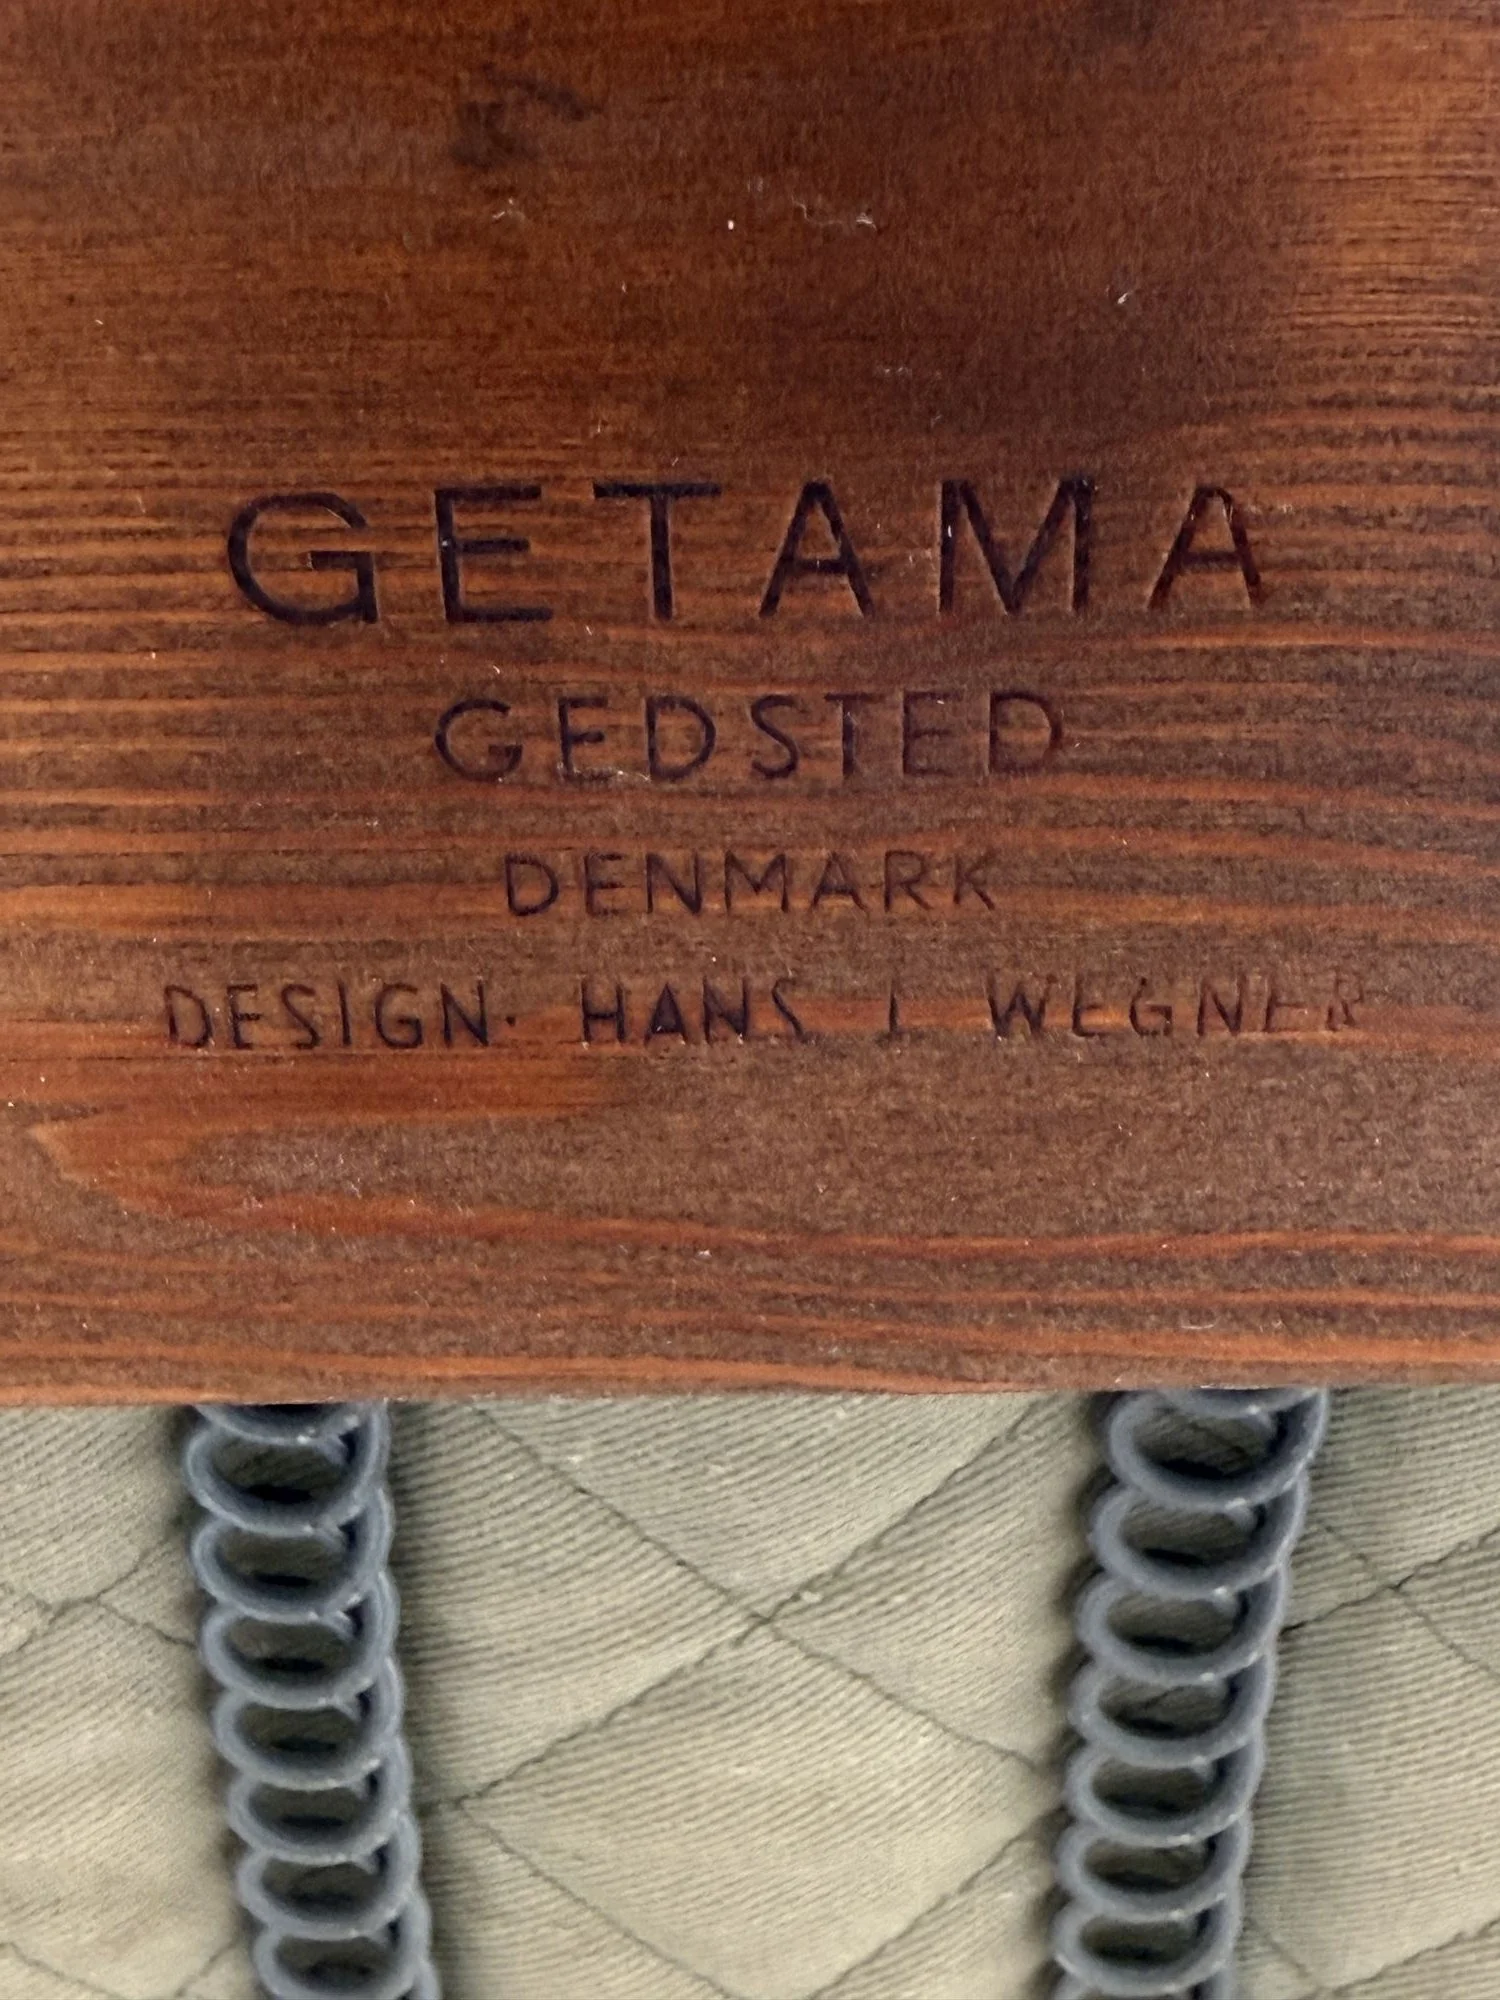 GETAMA
GEDSTED
DENMARK
DESIGN· HANS J WEGNER